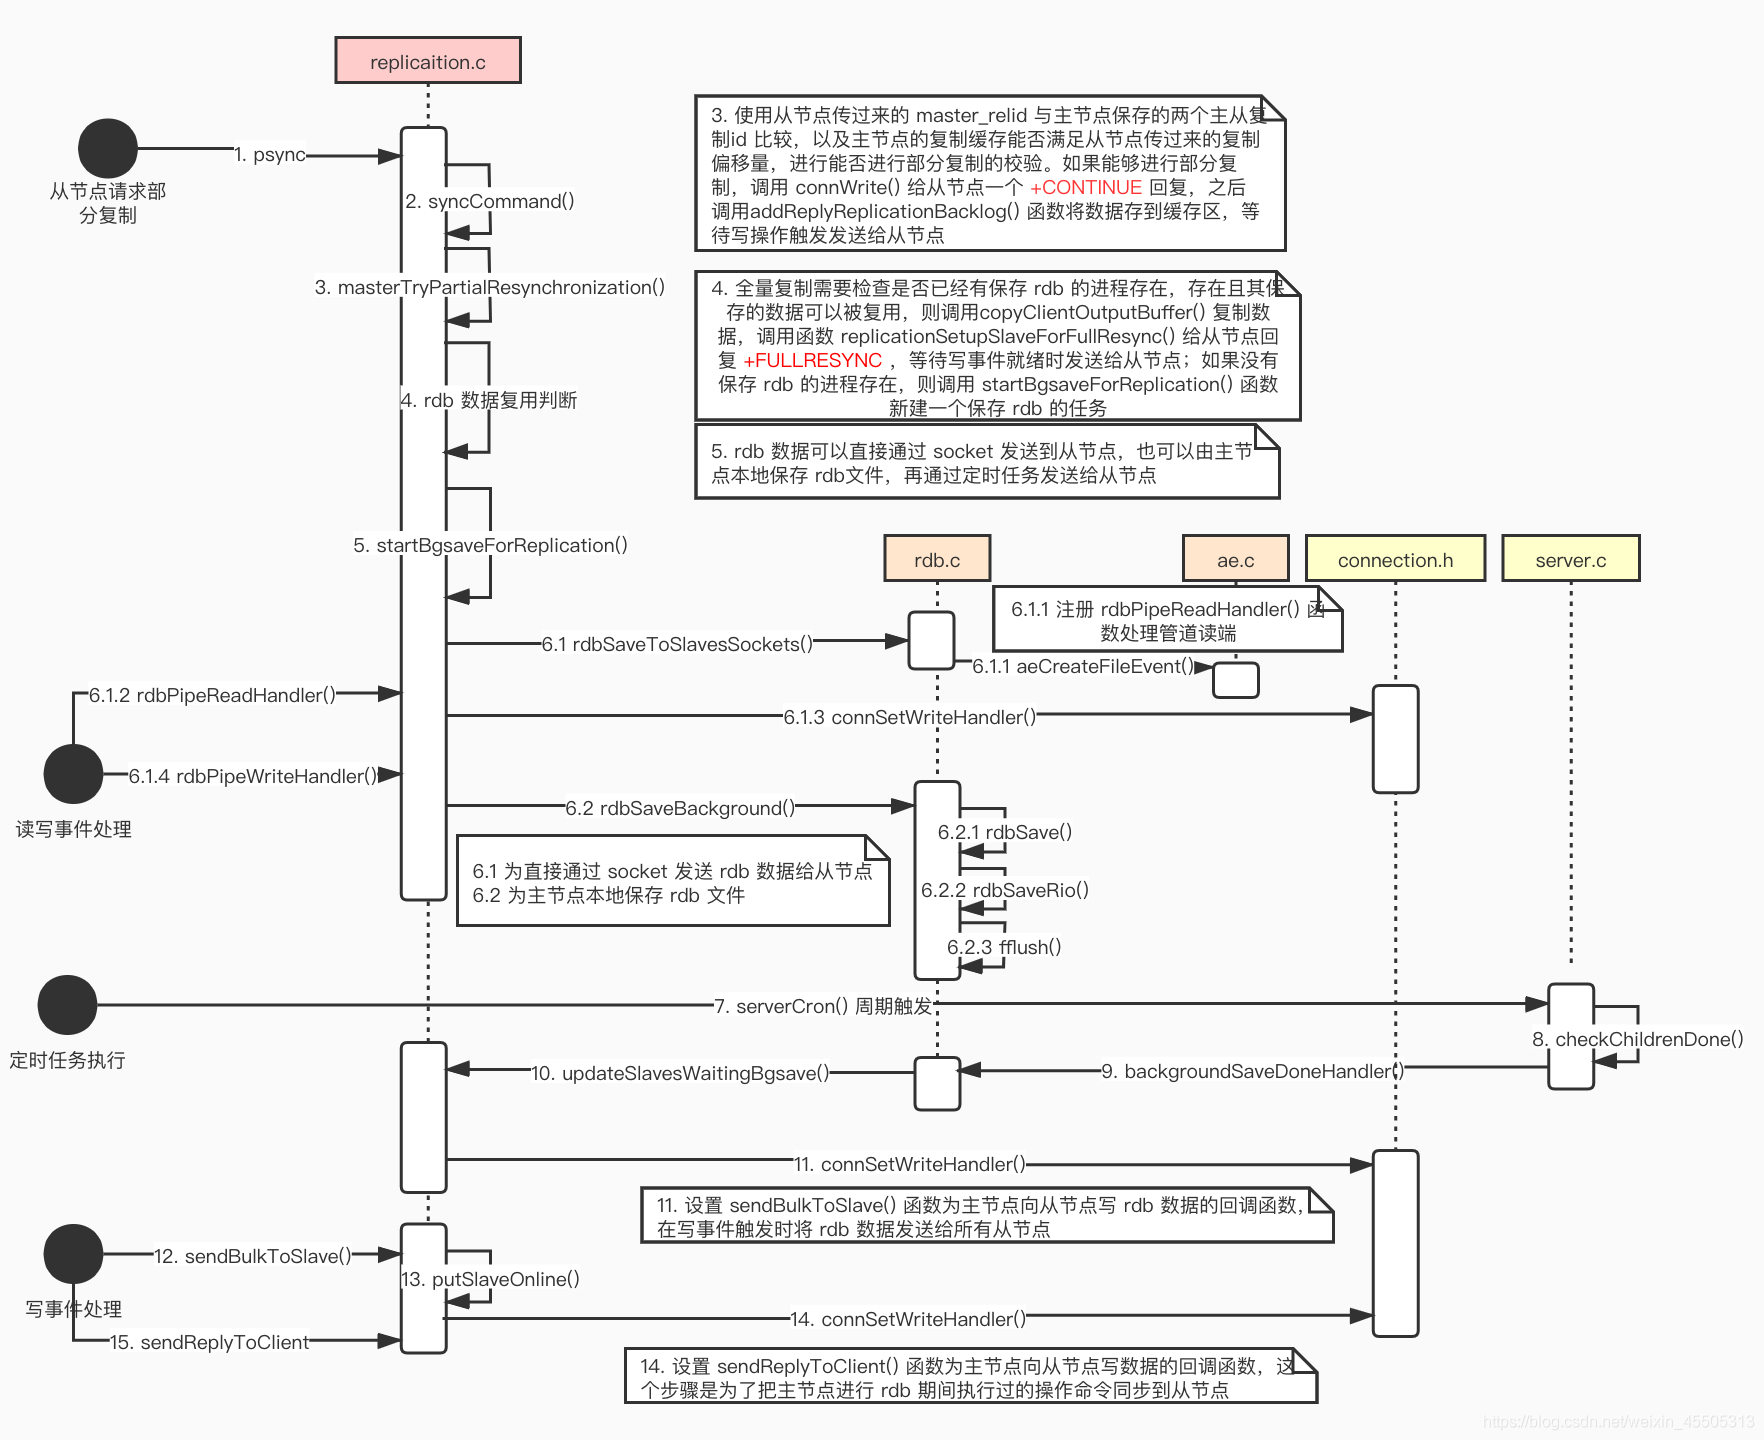 replicaition.c
1. psync
从节点请求部
分复制
2. syncCommand()
3. masterTryPartialResynchronization()
4. rdb 数据复用判断
5. startBgsaveForReplication()
3. 使用从节点传过来的 master_relid 与主节点保存的两个主从复
制id 比较，以及主节点的复制缓存能否满足从节点传过来的复制
偏移量，进行能否进行部分复制的校验。如果能够进行部分复
制，调用 connWrite() 给从节点一个 +CONTINUE 回复，之后
调用addReplyReplicationBacklog() 函数将数据存到缓存区，等
待写操作触发发送给从节点
4. 全量复制需要检查是否已经有保存 rdb 的进程存在，存在且其保
存的数据可以被复用，则调用copyClientOutputBuffer() 复制数
据，调用函数 replicationSetupSlaveForFullResync() 给从节点回
复 +FULLRESYNC ，等待写事件就绪时发送给从节点；如果没有
保存 rdb 的进程存在，则调用 startBgsaveForReplication() 函数
新建一个保存 rdb 的任务
5. rdb 数据可以直接通过 socket 发送到从节点，也可以由主节
点本地保存 rdb文件，再通过定时任务发送给从节点
rdb.c
ae.c
connection.h
server.c
6.1.1 注册 rdbPipeReadHandler() 函
数处理管道读端
6.1 rdbSaveToSlavesSockets()
6.1.1 aeCreateFileEvent()
6.1.2 rdbPipeReadHandler()
6.1.3 connSetWriteHandler()
6.1.4 rdbPipeWriteHandler()
读写事件处理
6.2 rdbSaveBackground()
6.2.1 rdbSave()
6.2.2 rdbSaveRio()
6.2.3 fflush()
6.1 为直接通过 socket 发送 rdb 数据给从节点
6.2 为主节点本地保存 rdb 文件
7. serverCron() 周期触发
定时任务执行
8. checkChildrenDone()
9. backgroundSaveDoneHandler()
10. updateSlavesWaitingBgsave()
11. connSetWriteHandler()
11. 设置 sendBulkToSlave() 函数为主节点向从节点写 rdb 数据的回调函数，
在写事件触发时将 rdb 数据发送给所有从节点
12. sendBulkToSlave()
13. putSlaveOnline()
写事件处理
14. connSetWriteHandler()
15. sendReplyToClient
14. 设置 sendReplyToClient() 函数为主节点向从节点写数据的回调函数，这
个步骤是为了把主节点进行 rdb 期间执行过的操作命令同步到从节点
https://blog.csdn.net/weixin_45505313